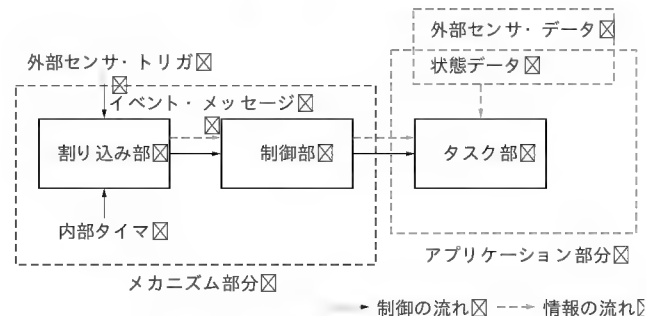 外部センサ・データ
外部センサ・トリガ
状態データ
イベント・メッセージ
割り込み部
制御部
タスク部
内部タイマ
アプリケーション部分
メカニズム部分
制御の流れ
情報の流れ